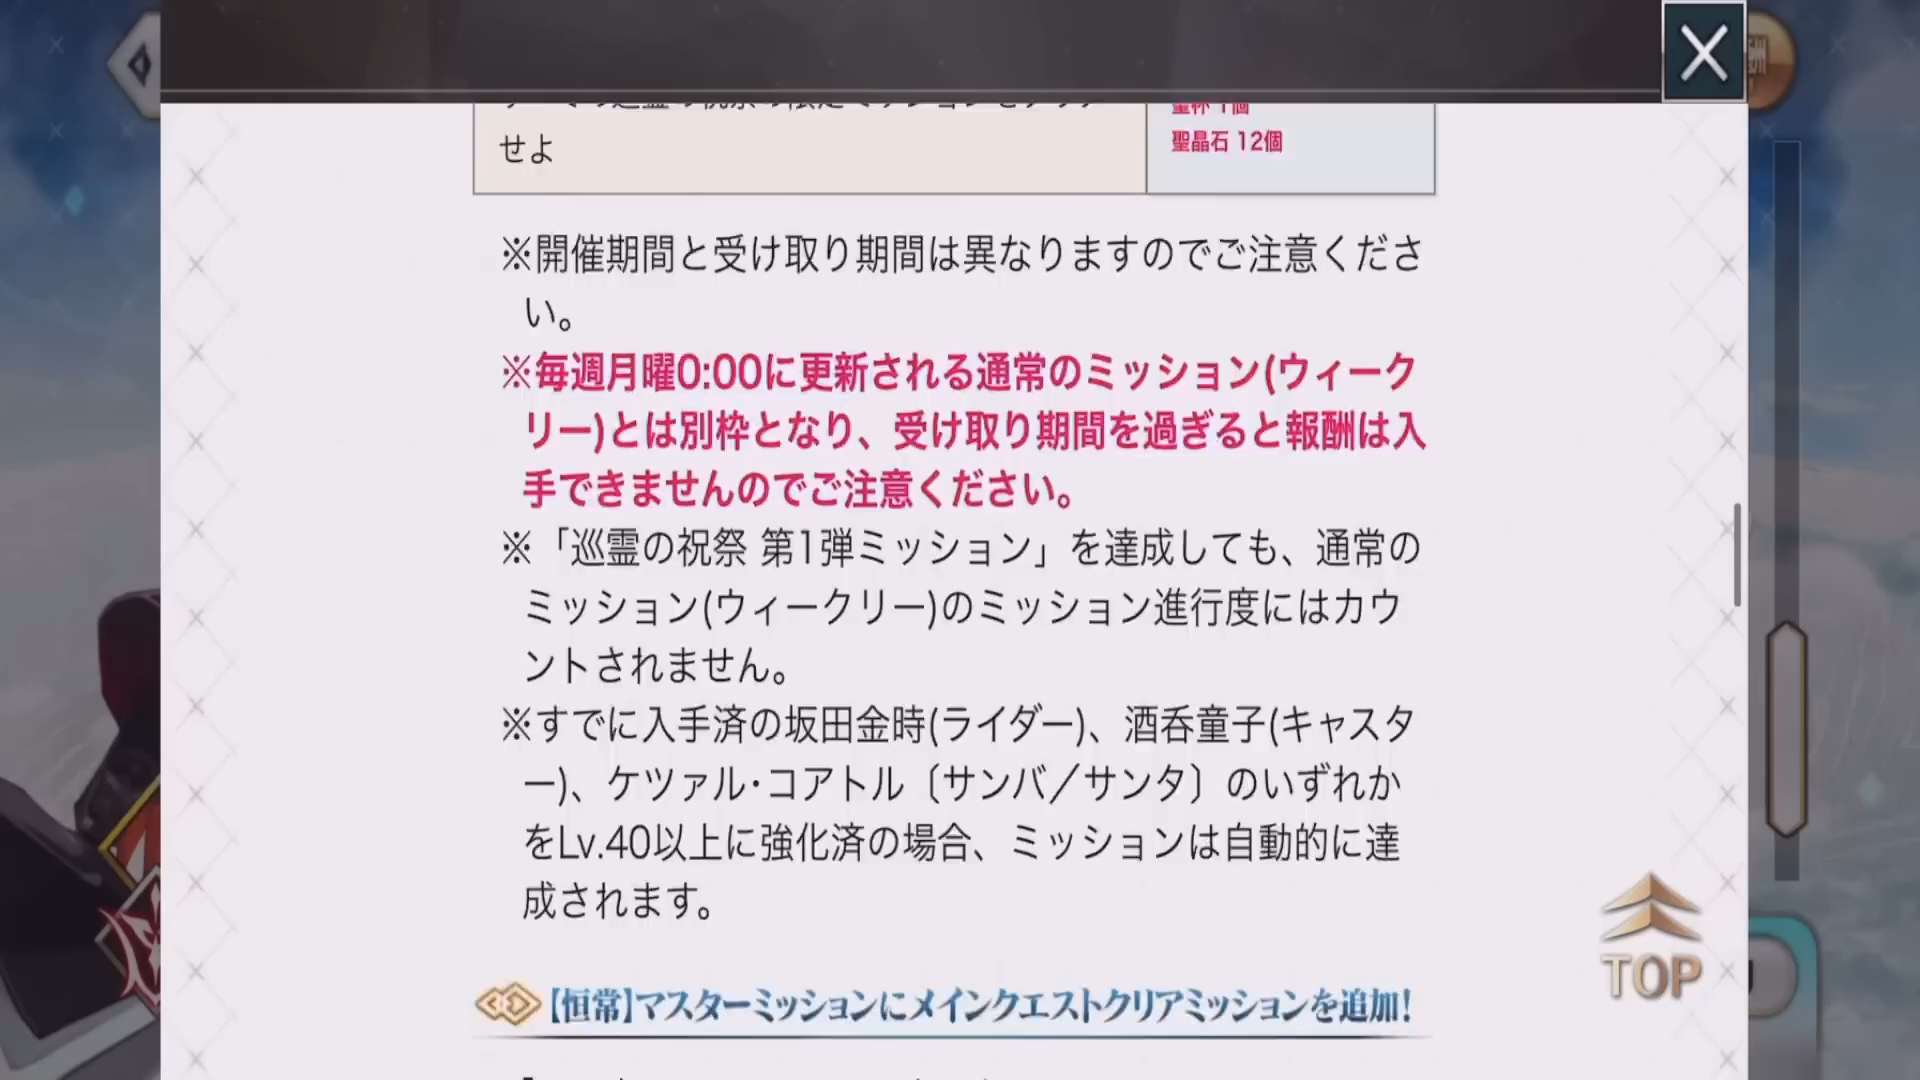 せよ
聖杯 1個
聖晶石 12個
※開催期間と受け取り期間は異なりますのでご注意くださ
い。
※毎週月曜0:00に更新される通常のミッション(ウィーク
リー)とは別枠となり、受け取り期間を過ぎると報酬は入
手できませんのでご注意ください。
※「巡霊の祝祭 第1弾ミッション」を達成しても、通常の
ミッション(ウィークリー)のミッション進行度にはカウ
ントされません。
※すでに入手済の坂田金時(ライダー)、酒呑童子(キャスタ
ー)、ケツァル・コアトル〔サンバ／サンタ〕のいずれか
をLv.40以上に強化済の場合、ミッションは自動的に達
成されます。
TOP
【恒常】マスターミッションにメインクエストクリアミッションを追加!